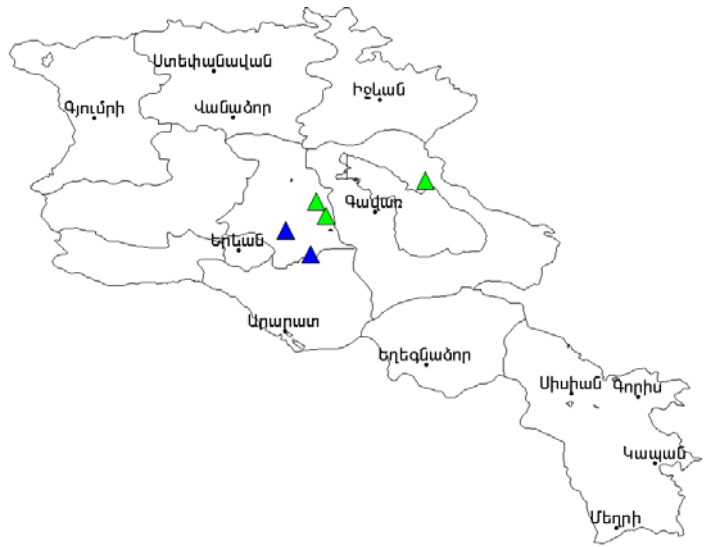 Ստեփանավան
Իջևան
Գյումրի
Վանաձոր
Գավառ
Երևան
Արարատ
Եղեգնաձոր
Սիսիան
Գորիս
Կապան
Մեղրի